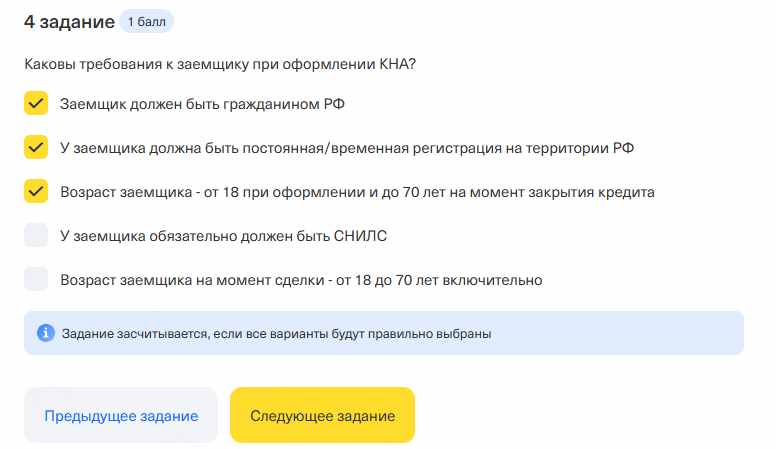 4 задание 1 балл
Каковы требования к заемщику при оформлении КНА?
Заемщик должен быть гражданином РФ
У заемщика должна быть постоянная/временная регистрация на территории РФ
Возраст заемщика - от 18 при оформлении и до 70 лет на момент закрытия кредита
У заемщика обязательно должен быть СНИЛС
Возраст заемщика на момент сделки - от 18 до 70 лет включительно
Задание засчитывается, если все варианты будут правильно выбраны
Предыдущее задание Следующее задание